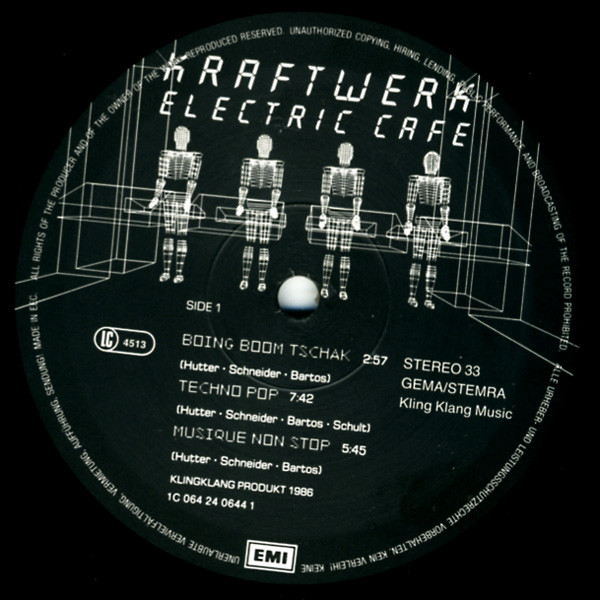 KRAFTWERK
ELECTRIC CAFE
SIDE 1
LC 4513
BOING BOOM TSCHAK 2:57
(Hutter · Schneider · Bartos)
TECHNO POP 7:42
(Hutter · Schneider · Bartos · Schult)
MUSIQUE NON STOP 5:45
(Hutter · Schneider · Bartos)
KLINGKLANG PRODUKT 1986
1C 064 24 0644 1
STEREO 33
GEMA/STEMRA
Kling Klang Music
EMI
MADE IN EEC. ALL RIGHTS OF THE PRODUCER AND OF THE OWNER OF THE REPRODUCED RESERVED. UNAUTHORIZED COPYING, HIRING, LENDING, PUBLIC PERFORMANCE AND BROADCASTING OF THE RECORD PROHIBITED. ALLE URHEBER- UND LEISTUNGSSCHUTZRECHTE VORBEHALTEN. KEIN VERLEIH! KEINE UNERLAUBTE VERVIELFÄLTIGUNG, VERMIETUNG, AUFFÜHRUNG, SENDUNG!